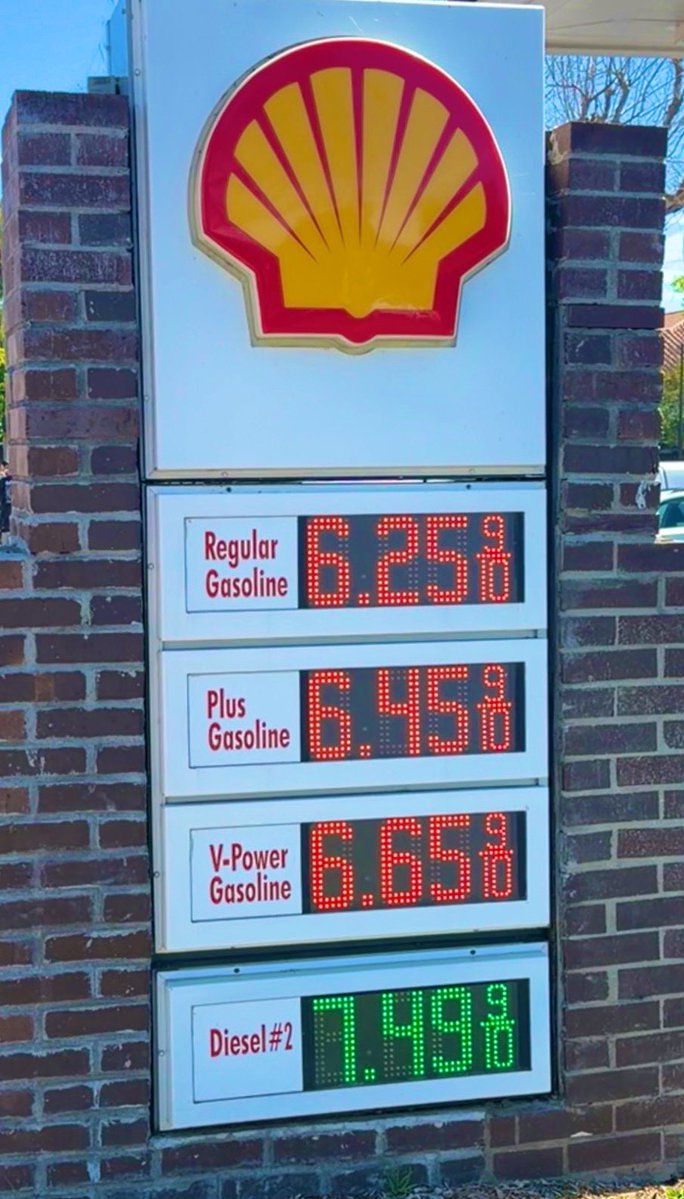 Regular
Gasoline
6.25 9/10
Plus
Gasoline
6.45 9/10
V-Power
Gasoline
6.65 9/10
Diesel #2
7.49 9/10